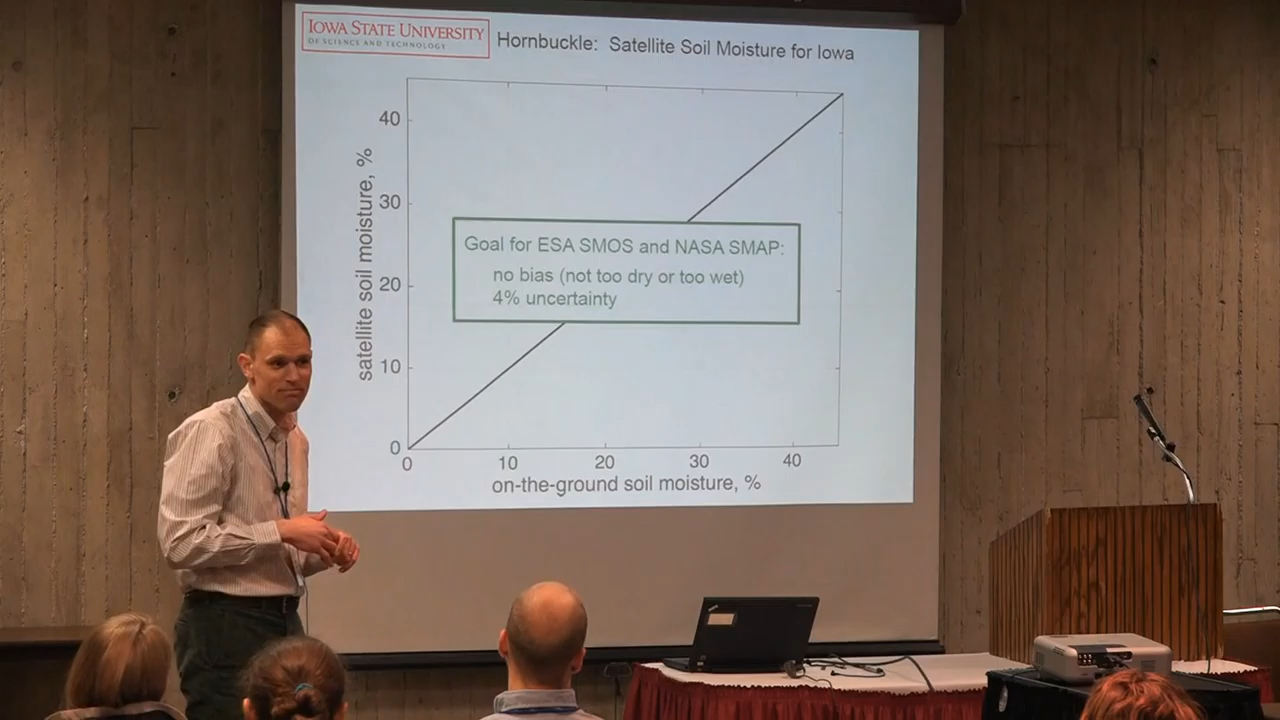 IOWA STATE UNIVERSITY
OF SCIENCE AND TECHNOLOGY
Hornbuckle: Satellite Soil Moisture for Iowa
satellite soil moisture, %
40
30
20
10
0
Goal for ESA SMOS and NASA SMAP:
no bias (not too dry or too wet)
4% uncertainty
0 10 20 30 40
on-the-ground soil moisture, %